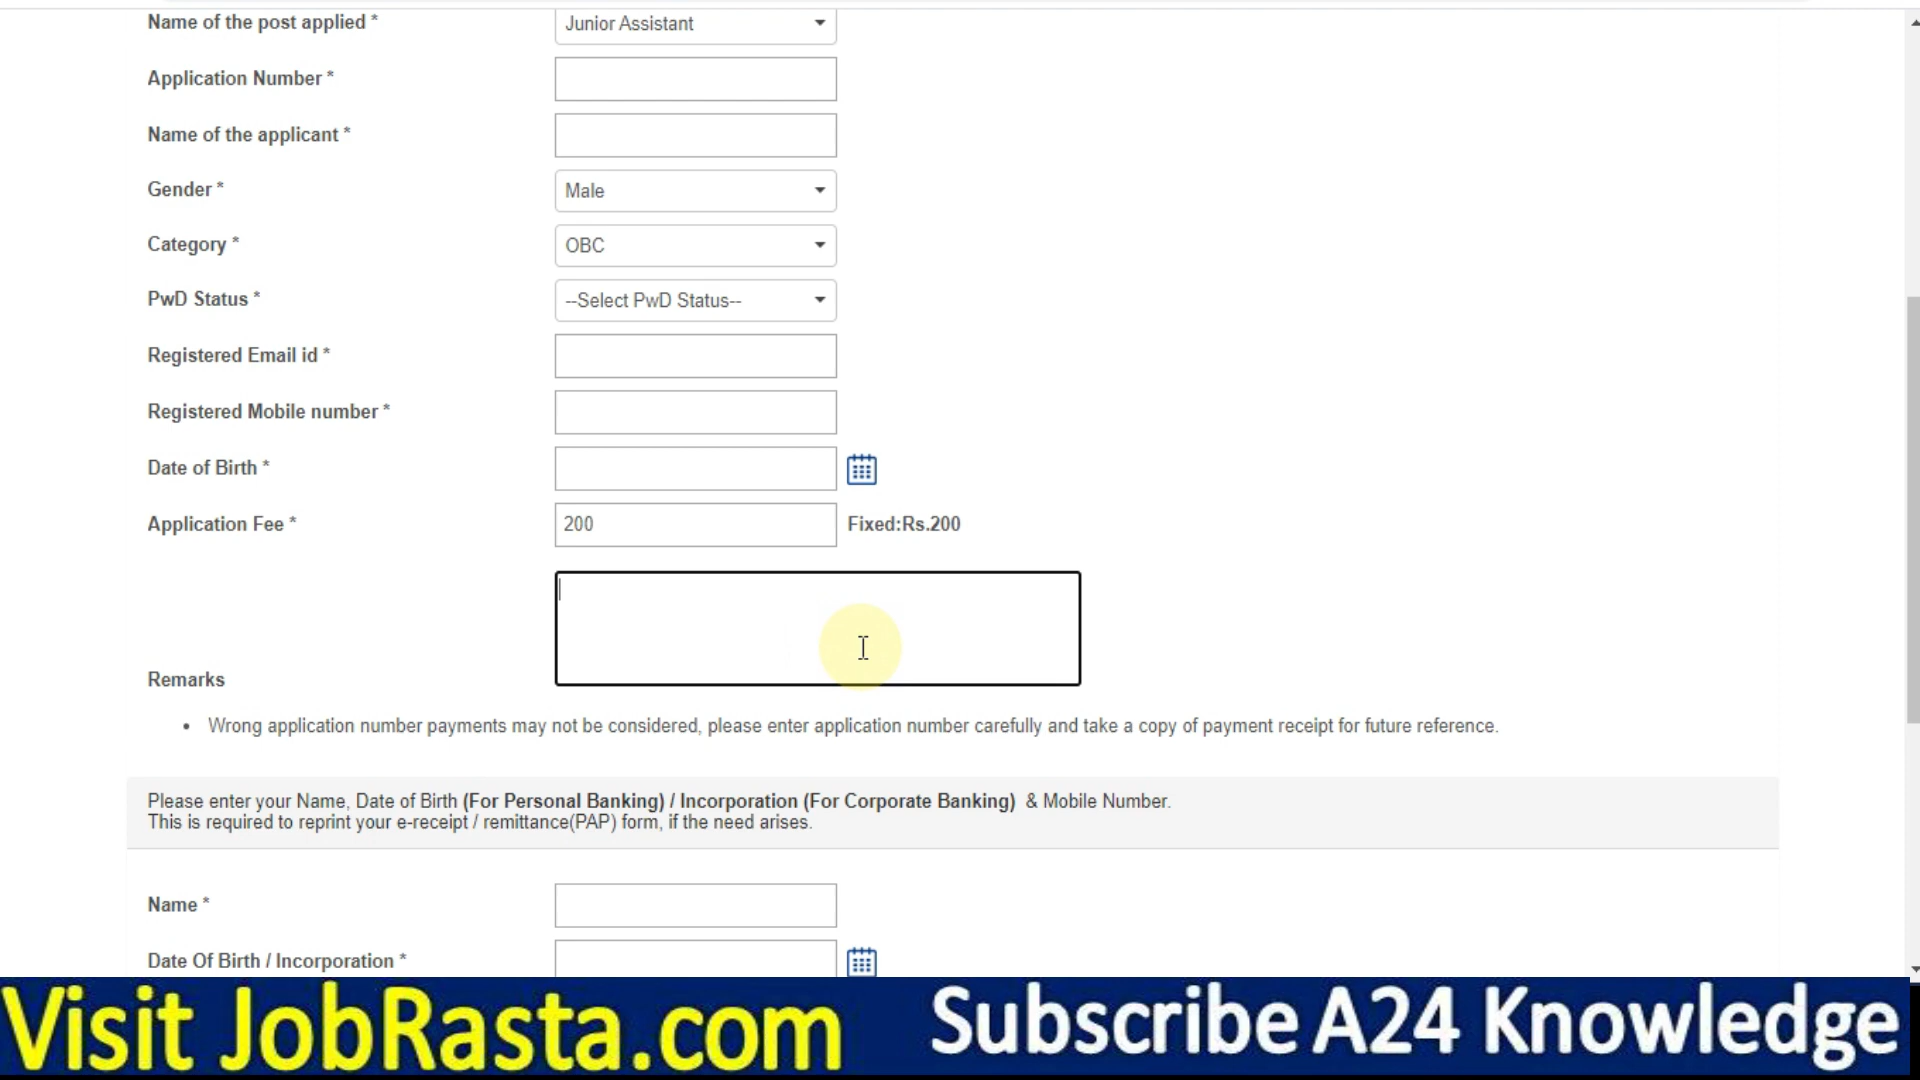 Name of the post applied * Junior Assistant
Application Number *
Name of the applicant *
Gender * Male
Category * OBC
PwD Status * --Select PwD Status--
Registered Email id *
Registered Mobile number *
Date of Birth *
Application Fee * 200 Fixed:Rs.200
Remarks
• Wrong application number payments may not be considered, please enter application number carefully and take a copy of payment receipt for future reference.
Please enter your Name, Date of Birth (For Personal Banking) / Incorporation (For Corporate Banking) & Mobile Number.
This is required to reprint your e-receipt / remittance(PAP) form, if the need arises.
Name *
Date Of Birth / Incorporation *
Visit JobRasta.com Subscribe A24 Knowledge